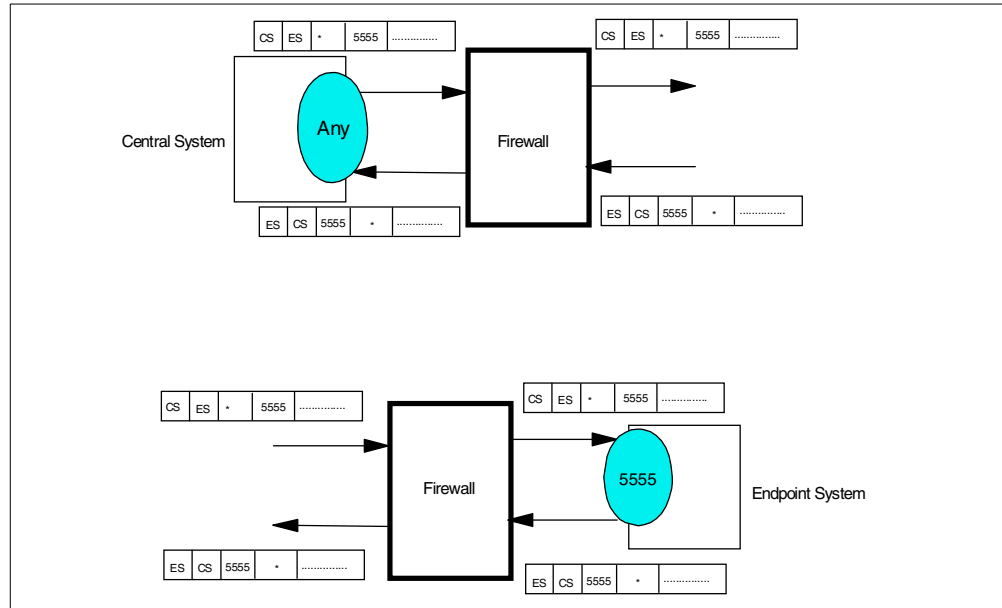 CS ES * 5555 ...............
CS ES * 5555 ...............
Any
Central System
Firewall
ES CS 5555 * ...............
ES CS 5555 * ...............
CS ES * 5555 ...............
CS ES * 5555 ...............
Firewall
5555
Endpoint System
ES CS 5555 * ...............
ES CS 5555 * ...............